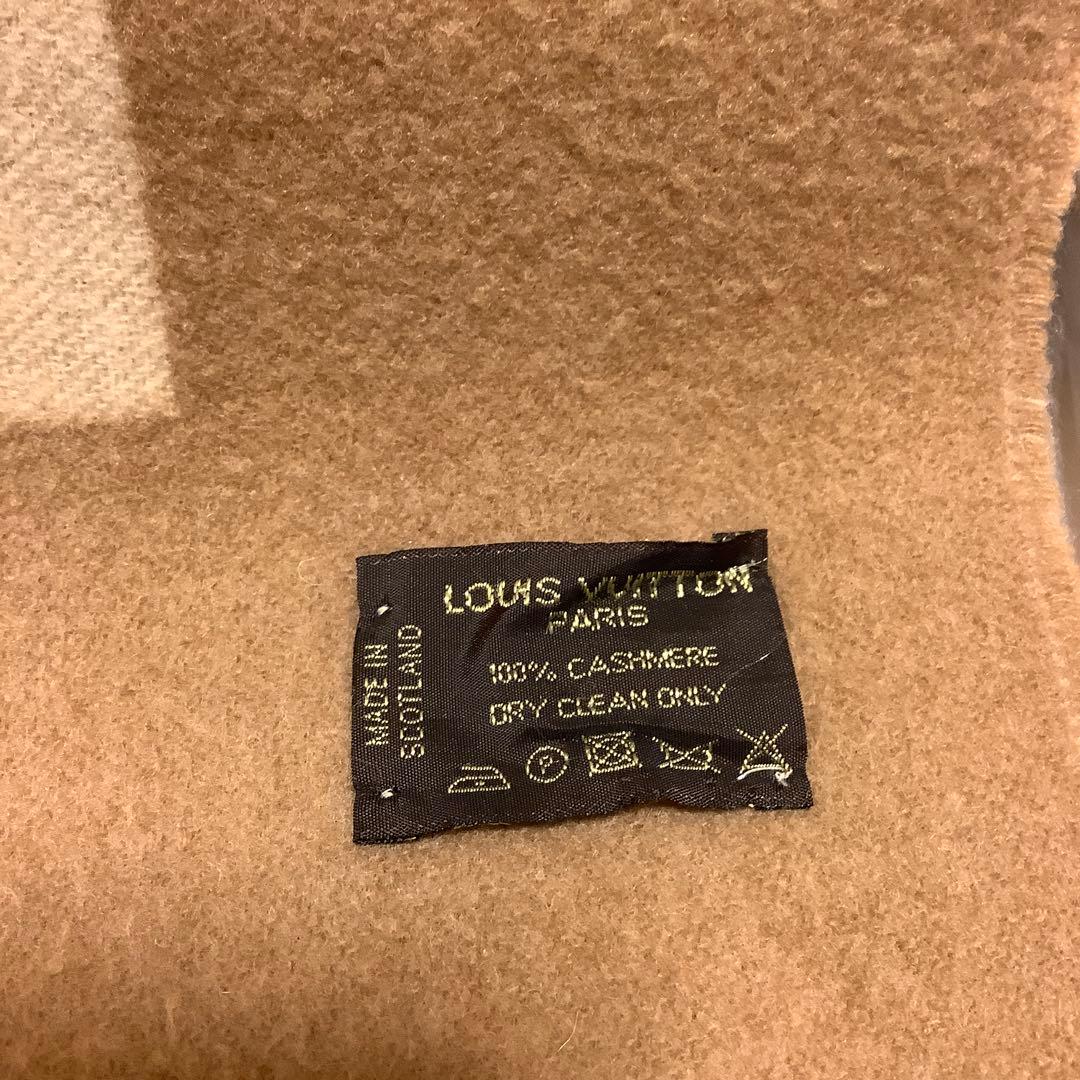 LOUIS VUITTON
PARIS
100% CASHMERE
DRY CLEAN ONLY
MADE IN
SCOTLAND
P